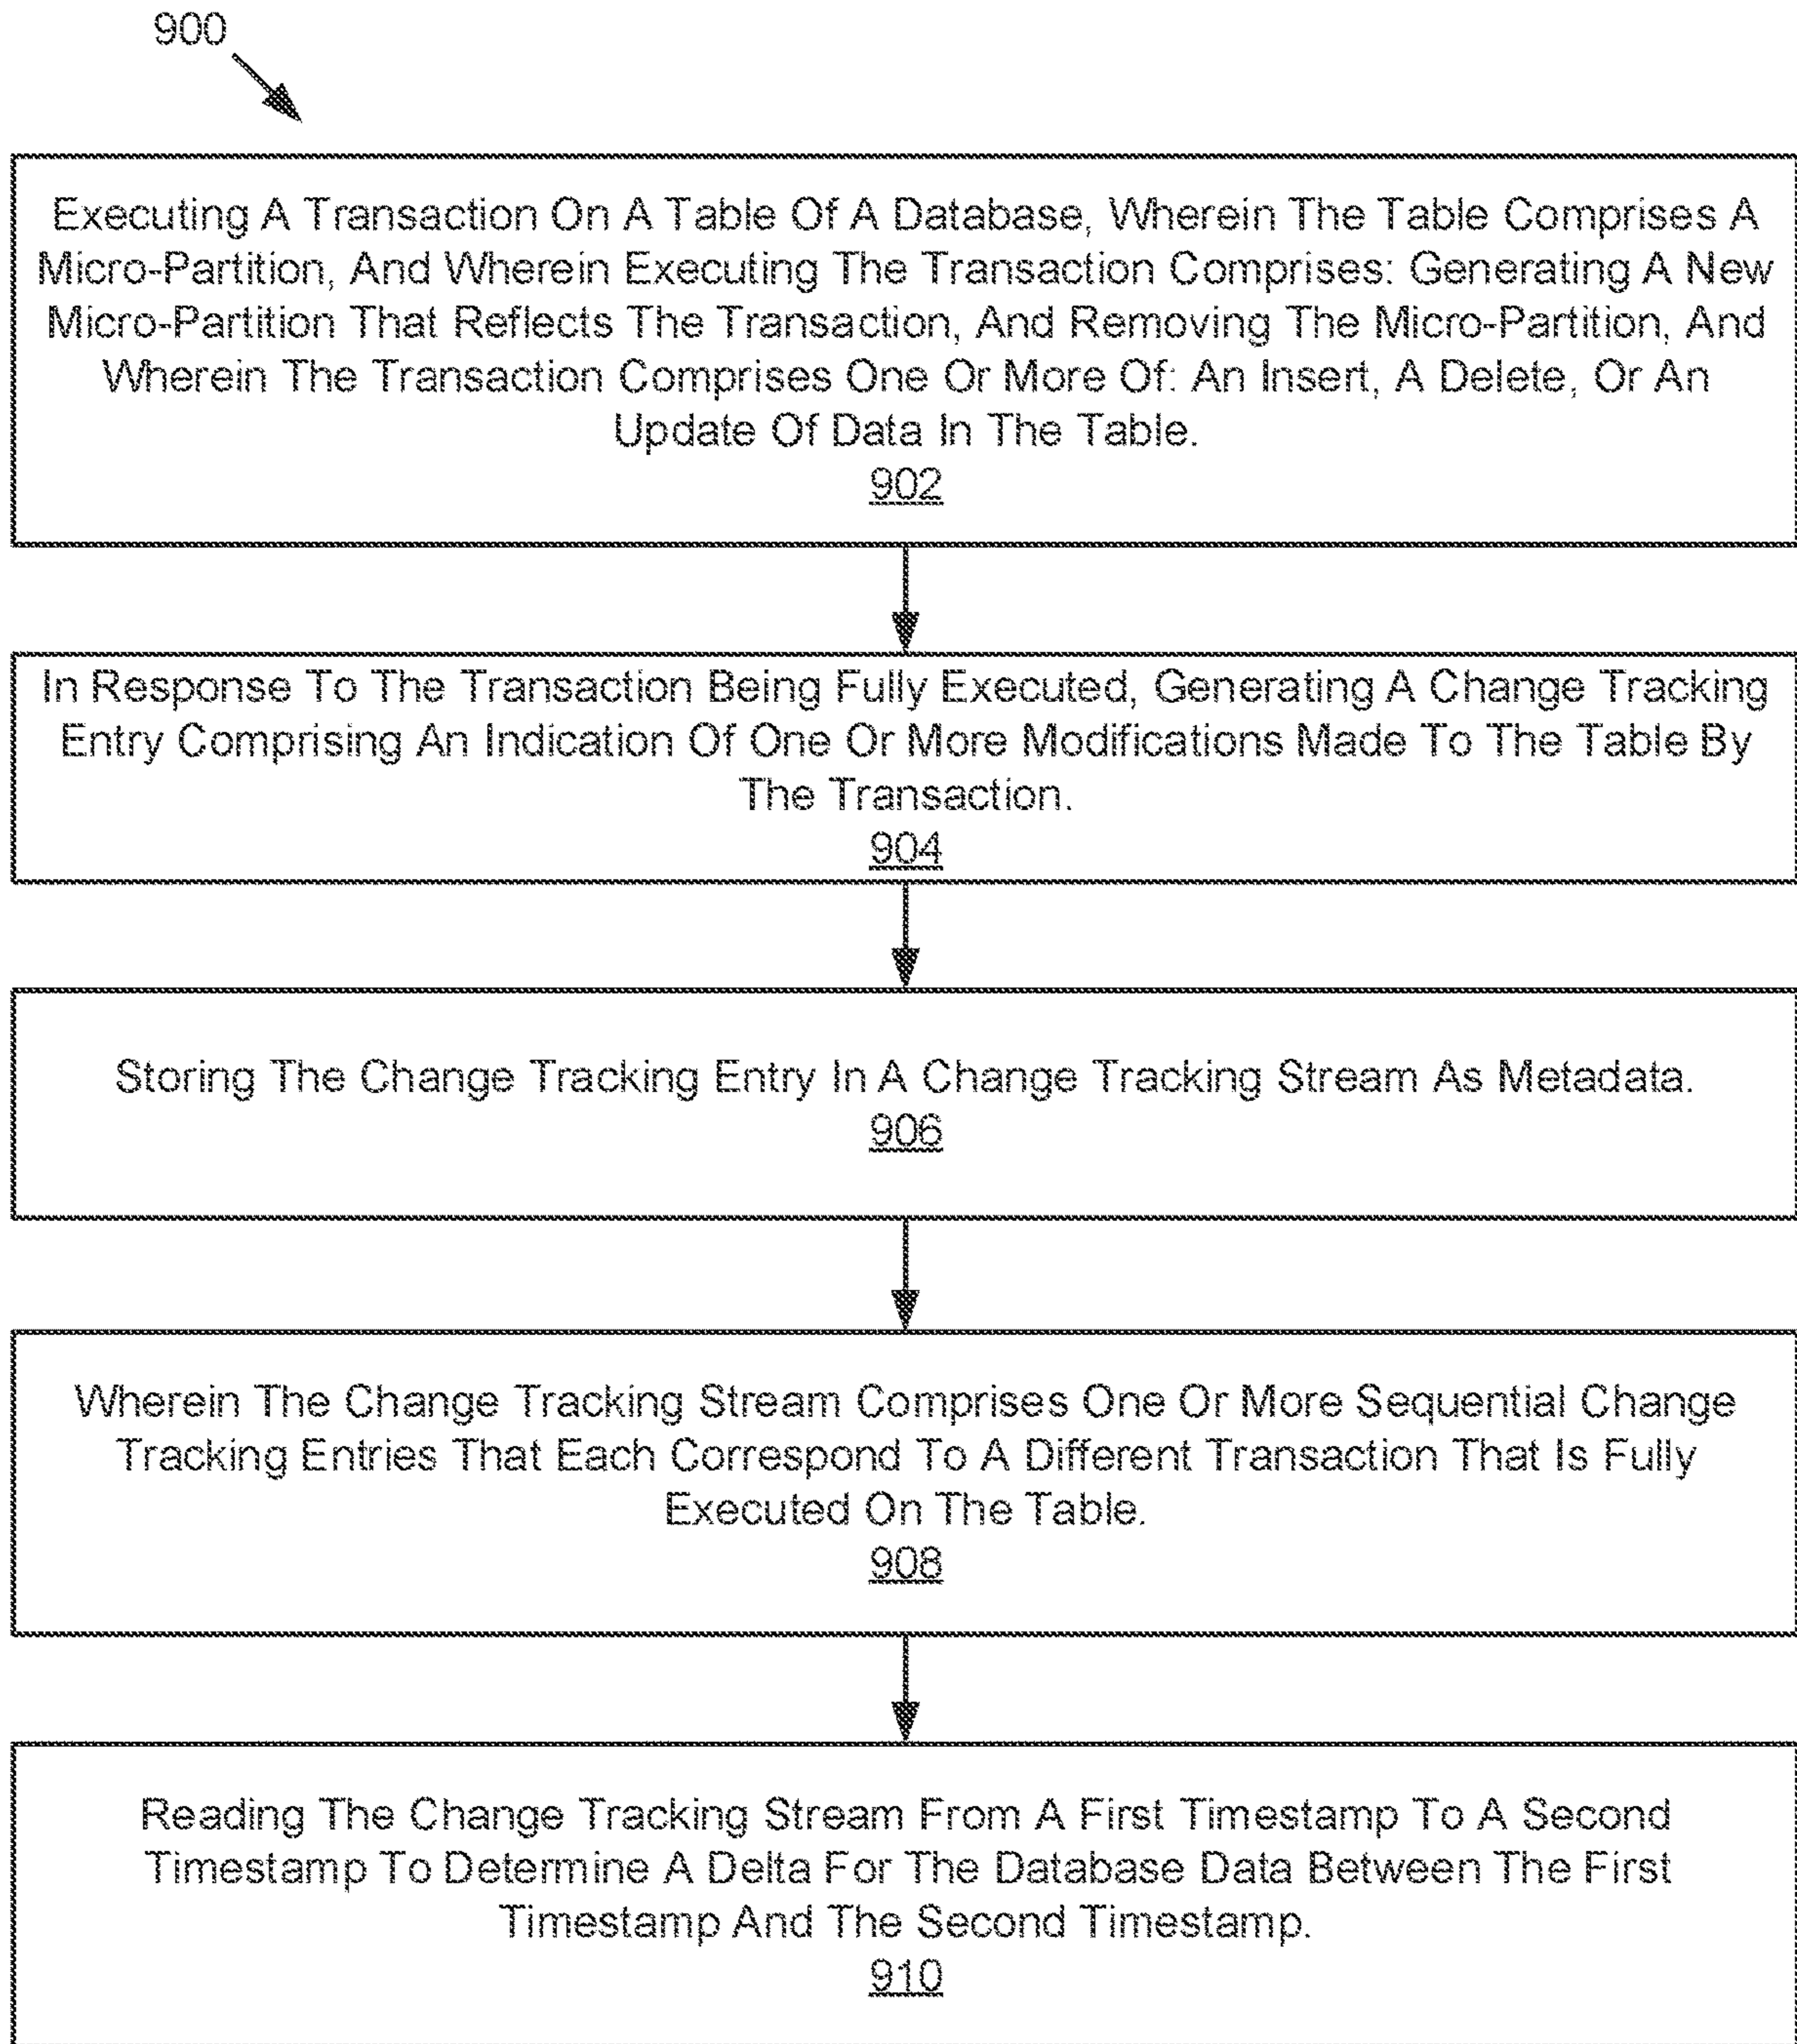 900
Executing A Transaction On A Table Of A Database, Wherein The Table Comprises A
Micro-Partition, And Wherein Executing The Transaction Comprises: Generating A New
Micro-Partition That Reflects The Transaction, And Removing The Micro-Partition, And
Wherein The Transaction Comprises One Or More Of: An Insert, A Delete, Or An
Update Of Data In The Table.
902
In Response To The Transaction Being Fully Executed, Generating A Change Tracking
Entry Comprising An Indication Of One Or More Modifications Made To The Table By
The Transaction.
904
Storing The Change Tracking Entry In A Change Tracking Stream As Metadata.
906
Wherein The Change Tracking Stream Comprises One Or More Sequential Change
Tracking Entries That Each Correspond To A Different Transaction That Is Fully
Executed On The Table.
908
Reading The Change Tracking Stream From A First Timestamp To A Second
Timestamp To Determine A Delta For The Database Data Between The First
Timestamp And The Second Timestamp.
910